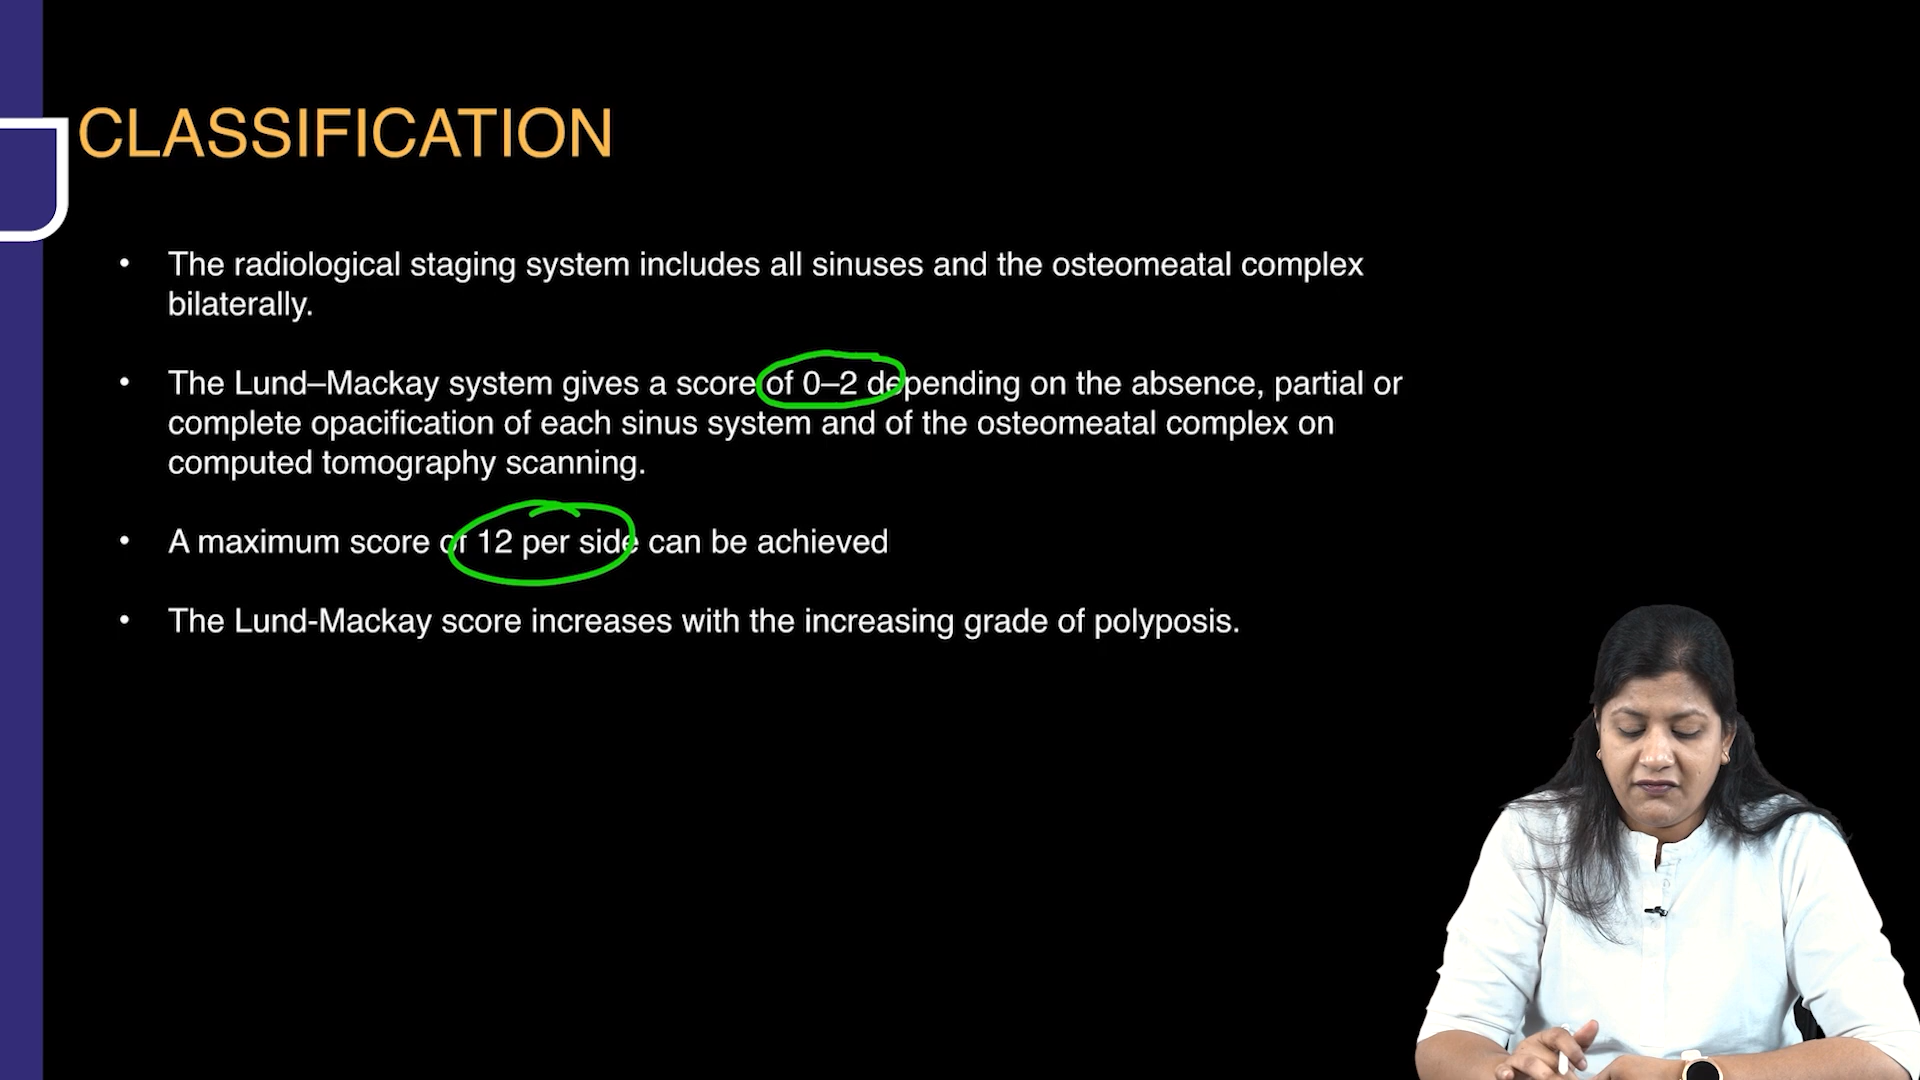 CLASSIFICATION
• The radiological staging system includes all sinuses and the osteomeatal complex
bilaterally.
• The Lund–Mackay system gives a score of 0–2 depending on the absence, partial or
complete opacification of each sinus system and of the osteomeatal complex on
computed tomography scanning.
• A maximum score of 12 per side can be achieved
• The Lund-Mackay score increases with the increasing grade of polyposis.